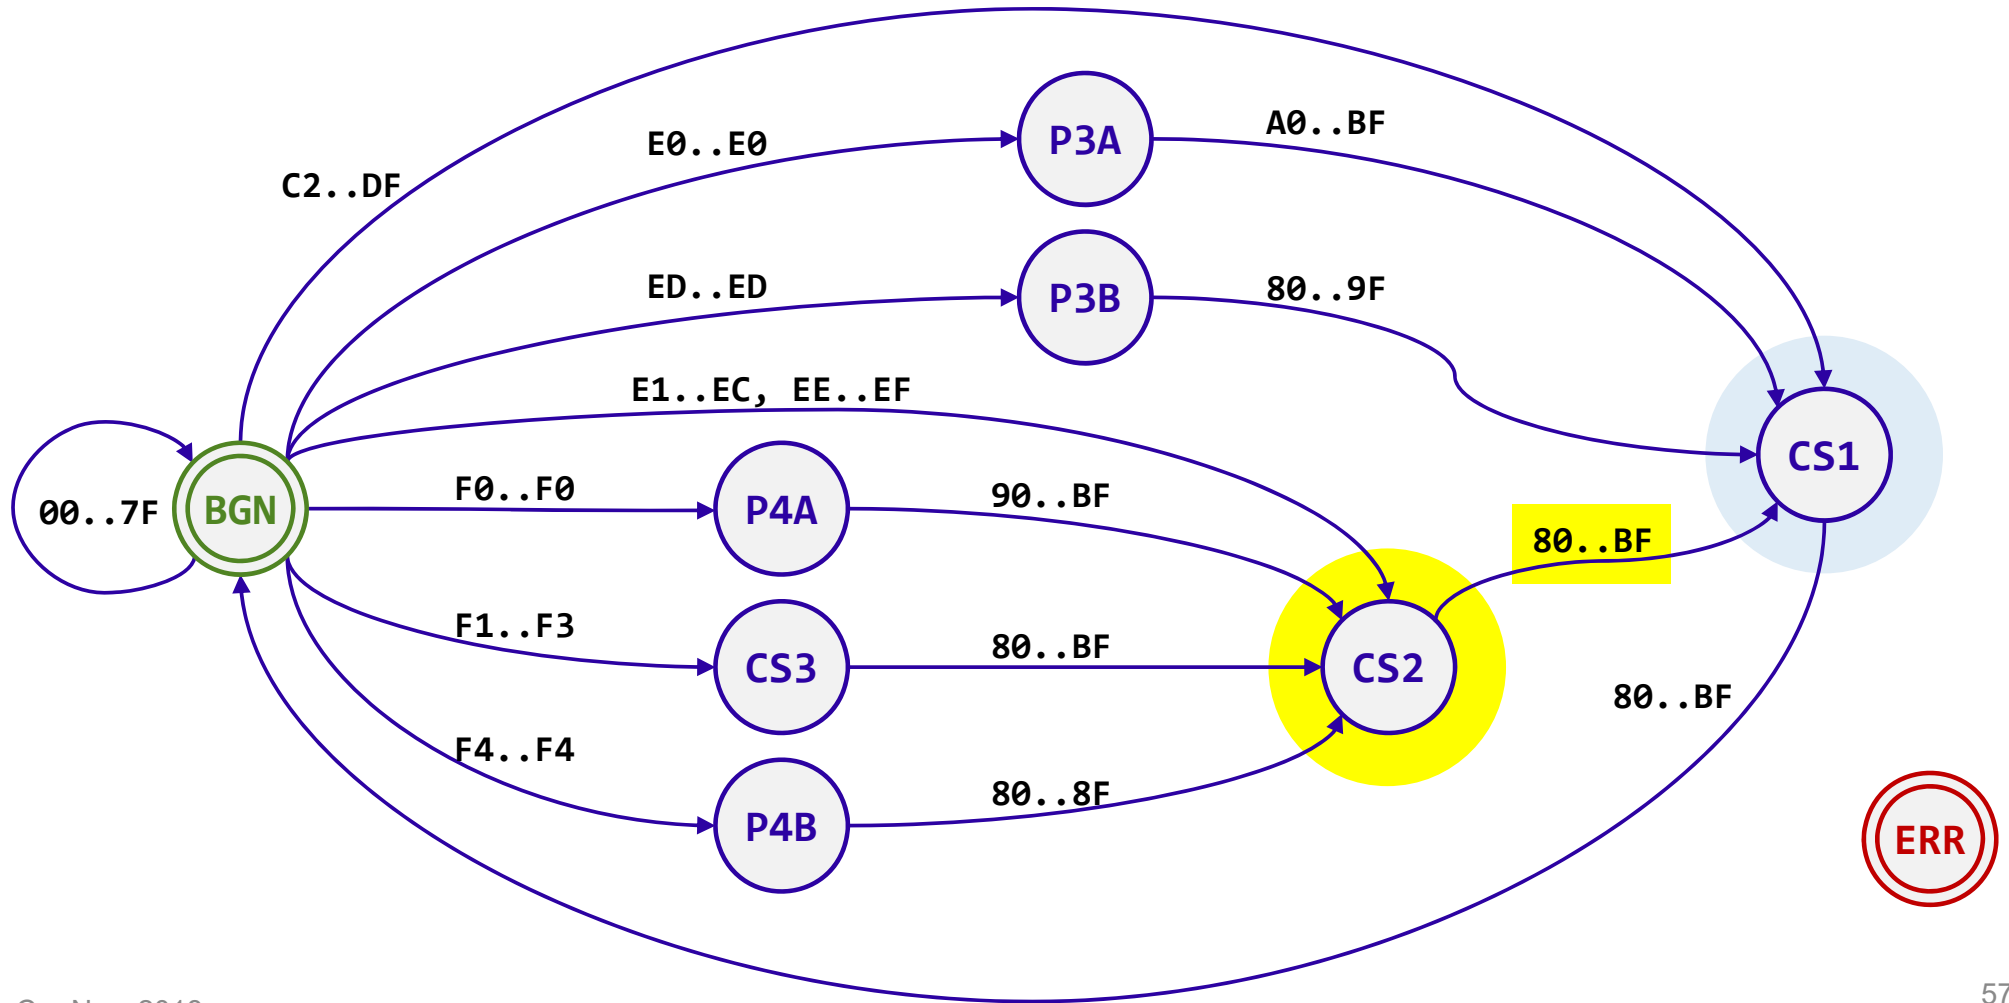 P3A
A0..BF
E0..E0
C2..DF
ED..ED
P3B
80..9F
E1..EC, EE..EF
CS1
00..7F
BGN
F0..F0
P4A
90..BF
80..BF
F1..F3
CS3
80..BF
CS2
80..BF
F4..F4
P4B
80..8F
ERR
57